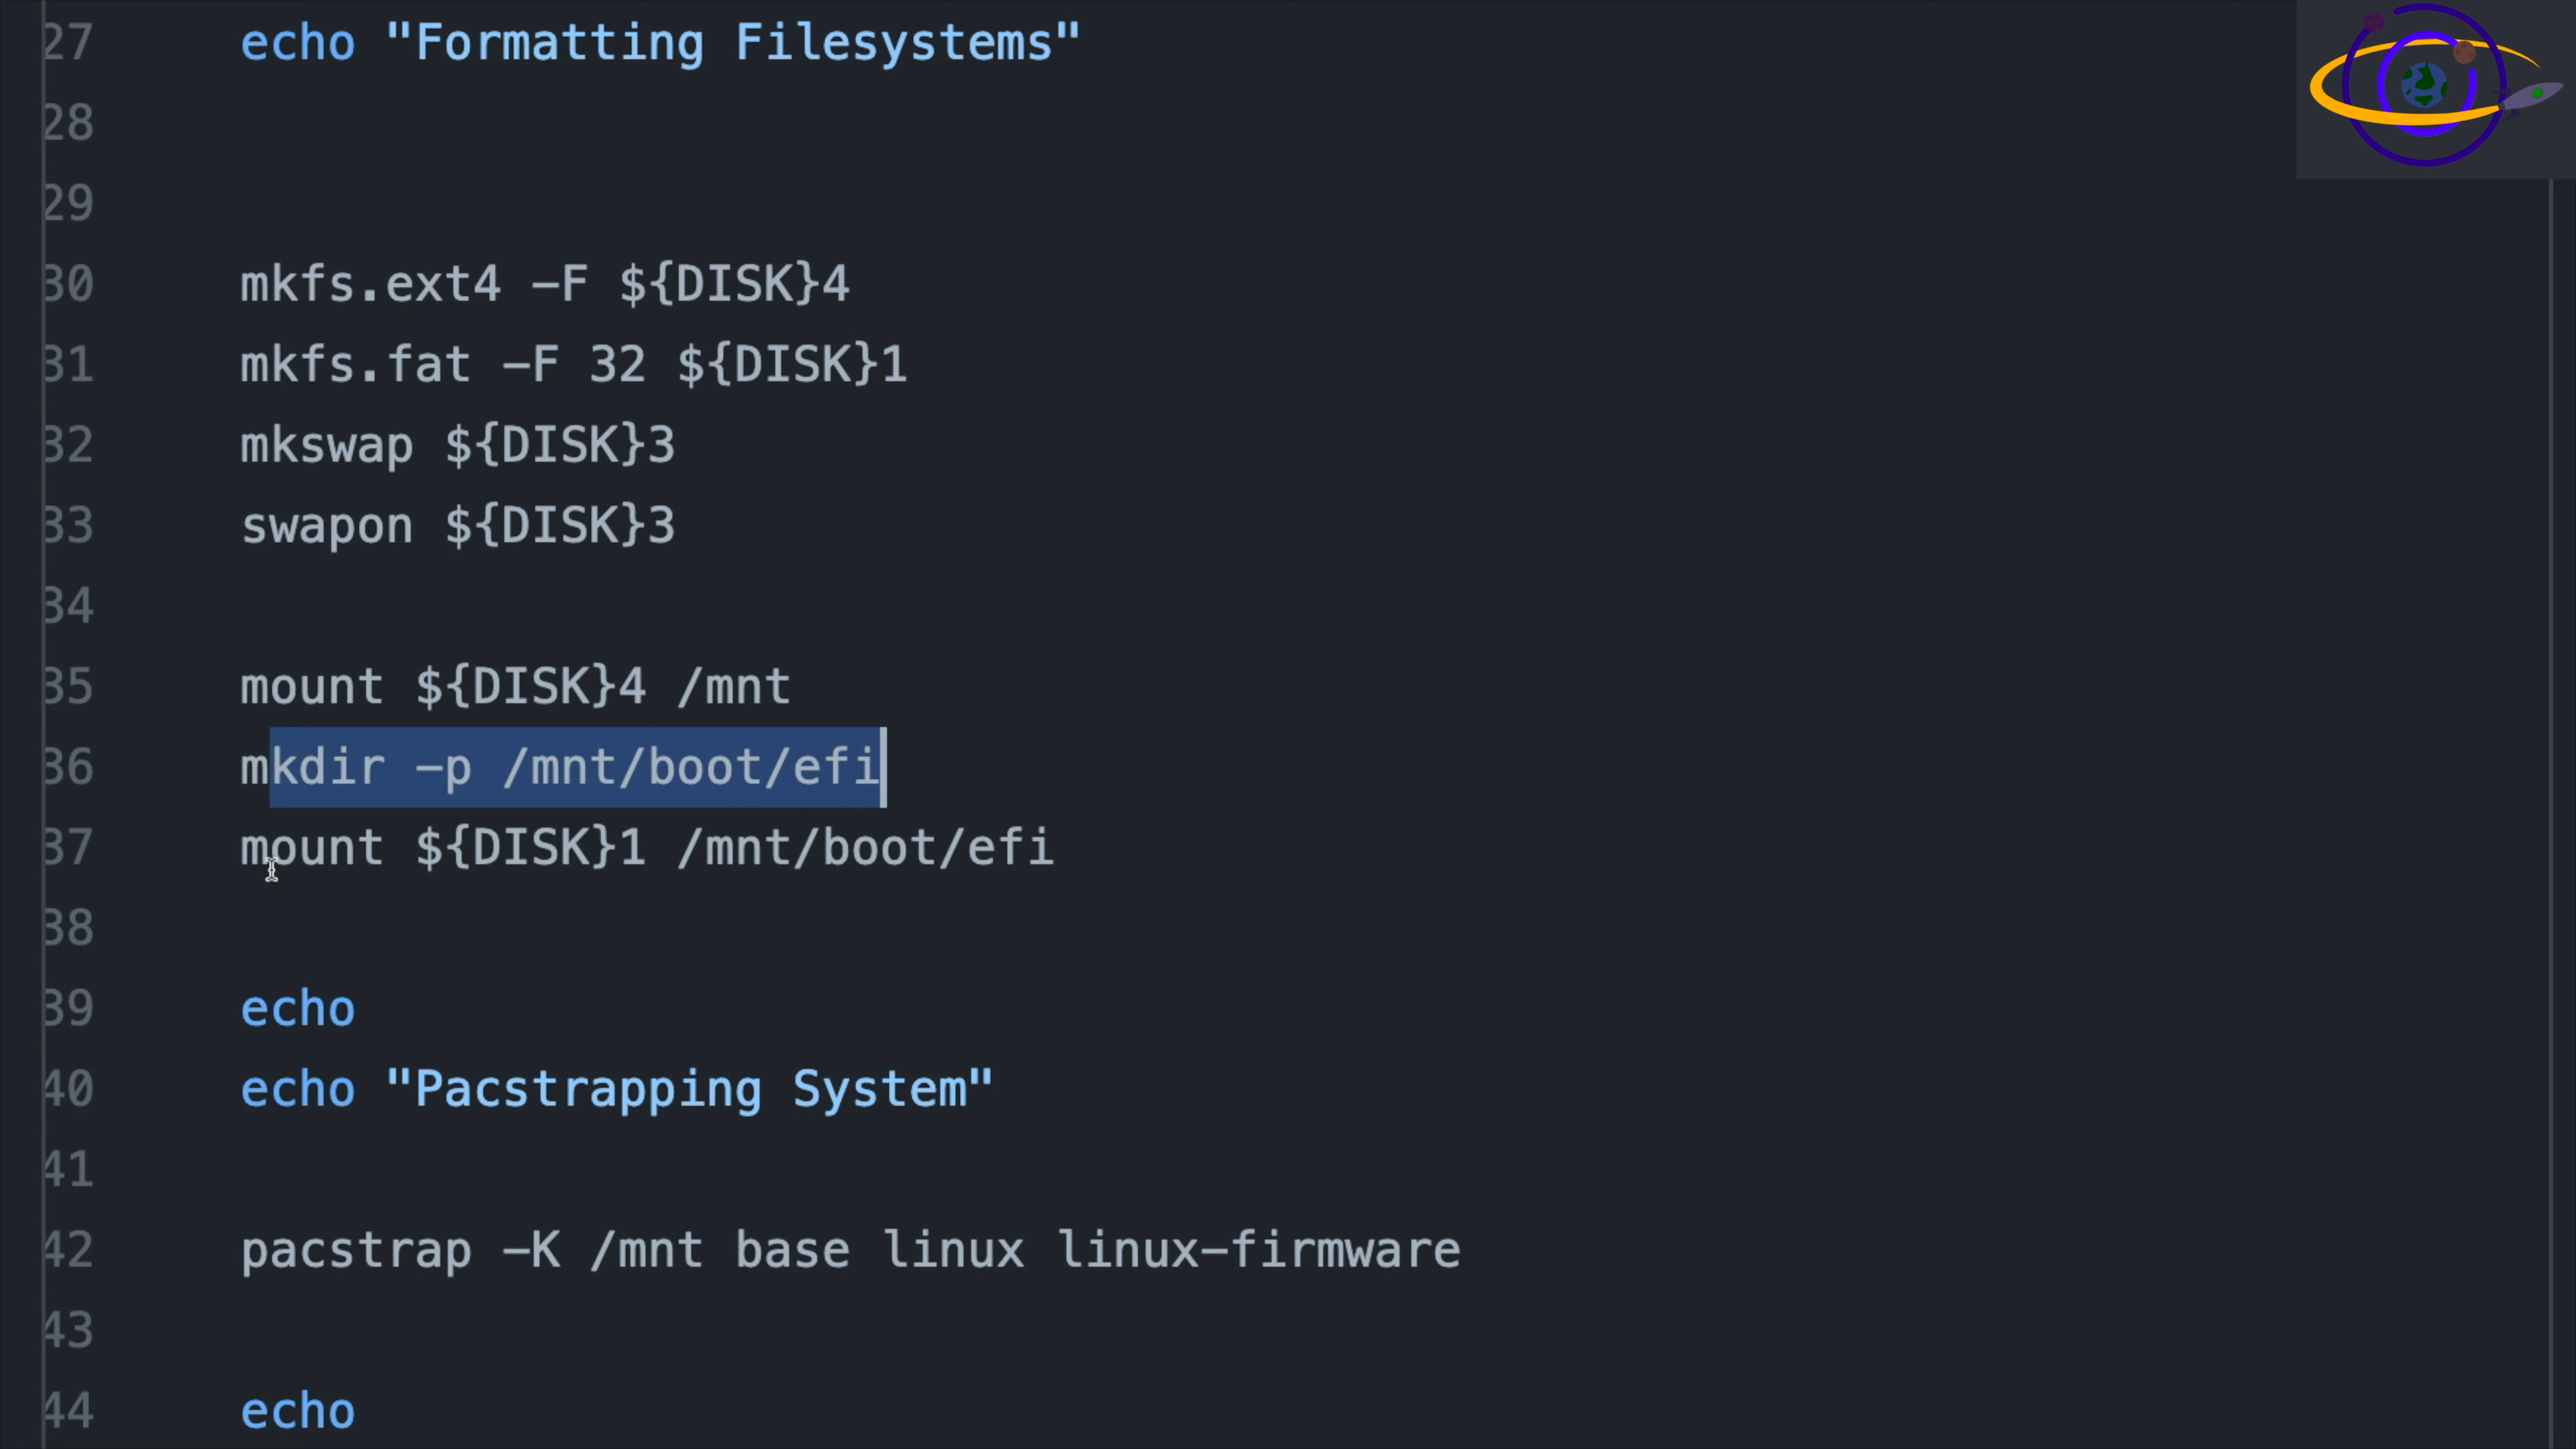 27 echo "Formatting Filesystems"
28
29
30 mkfs.ext4 -F ${DISK}4
31 mkfs.fat -F 32 ${DISK}1
32 mkswap ${DISK}3
33 swapon ${DISK}3
34
35 mount ${DISK}4 /mnt
36 mkdir -p /mnt/boot/efi
37 mount ${DISK}1 /mnt/boot/efi
38
39 echo
40 echo "Pacstrapping System"
41
42 pacstrap -K /mnt base linux linux-firmware
43
44 echo